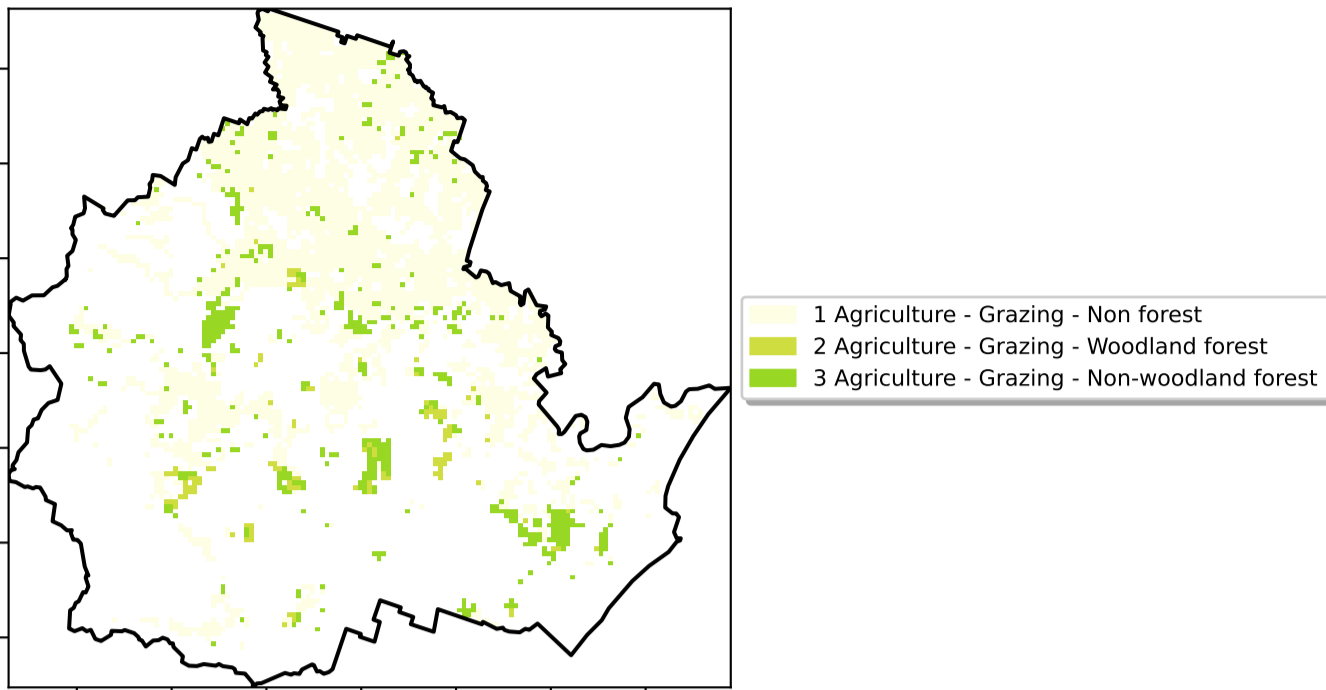 1 Agriculture - Grazing - Non forest
2 Agriculture - Grazing - Woodland forest
3 Agriculture - Grazing - Non-woodland forest